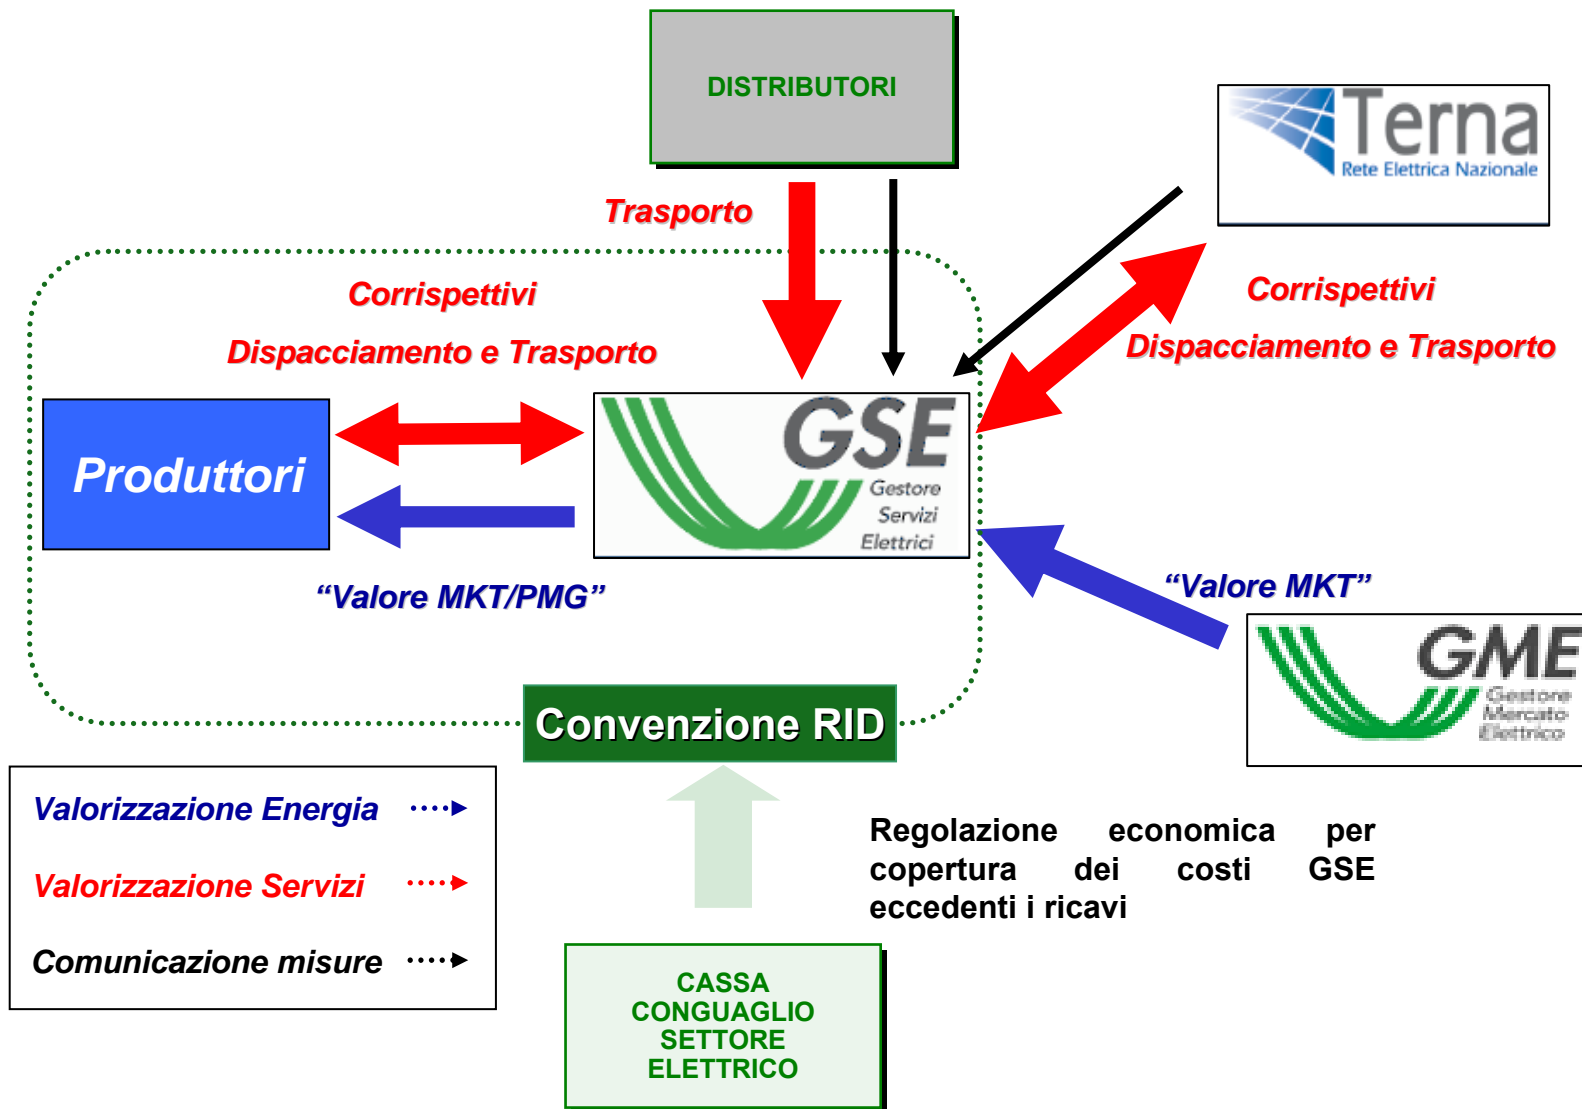 DISTRIBUTORI
Terna
Rete Elettrica Nazionale
Trasporto
Corrispettivi
Dispacciamento e Trasporto
Corrispettivi
Dispacciamento e Trasporto
Produttori
GSE
Gestore
Servizi
Elettrici
“Valore MKT/PMG”
“Valore MKT”
GME
Gestore
Mercato
Elettrico
Convenzione RID
Valorizzazione Energia
Valorizzazione Servizi
Comunicazione misure
Regolazione economica per
copertura dei costi GSE
eccedenti i ricavi
CASSA
CONGUAGLIO
SETTORE
ELETTRICO